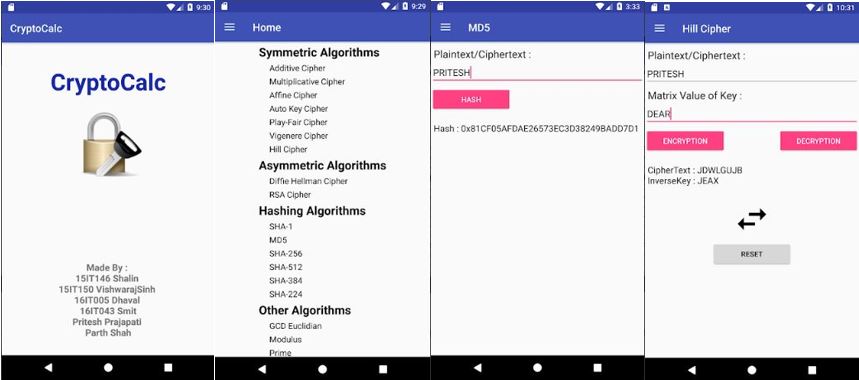 9:30
CryptoCalc
CryptoCalc
Made By :
15IT146 Shalin
15IT150 VishwarajSinh
16IT005 Dhaval
16IT043 Smit
Pritesh Prajapati
Parth Shah
9:29
Home
Symmetric Algorithms
Additive Cipher
Multiplicative Cipher
Affine Cipher
Auto Key Cipher
Play-Fair Cipher
Vigenere Cipher
Hill Cipher
Asymmetric Algorithms
Diffie Hellman Cipher
RSA Cipher
Hashing Algorithms
SHA-1
MD5
SHA-256
SHA-512
SHA-384
SHA-224
Other Algorithms
GCD Euclidian
Modulus
Prime
3:33
MD5
Plaintext/Ciphertext :
PRITESH
HASH
Hash : 0x81CF05AFDAE26573EC3D38249BADD7D1
10:31
Hill Cipher
Plaintext/Ciphertext :
PRITESH
Matrix Value of Key :
DEAR
ENCRYPTION DECRYPTION
CipherText : JDWLGUJB
InverseKey : JEAX
RESET